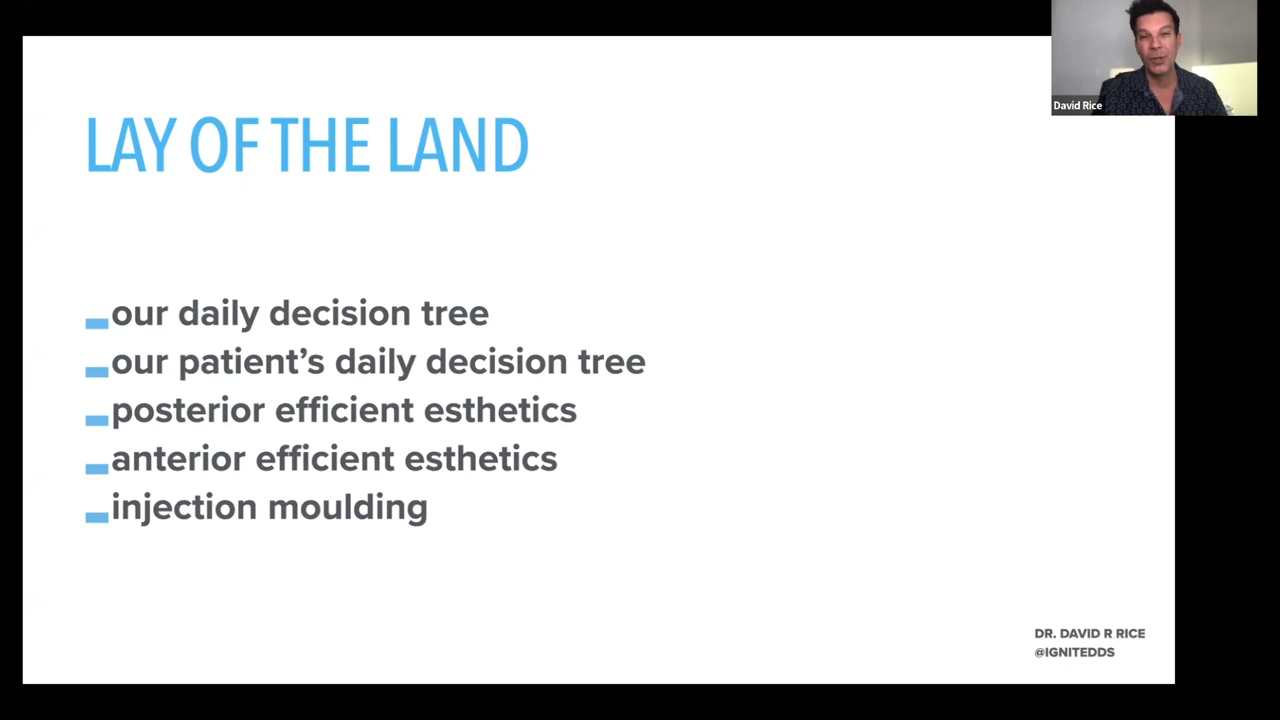 David Rice
LAY OF THE LAND
our daily decision tree
our patient’s daily decision tree
posterior efficient esthetics
anterior efficient esthetics
injection moulding
DR. DAVID R RICE
@IGNITEDDS